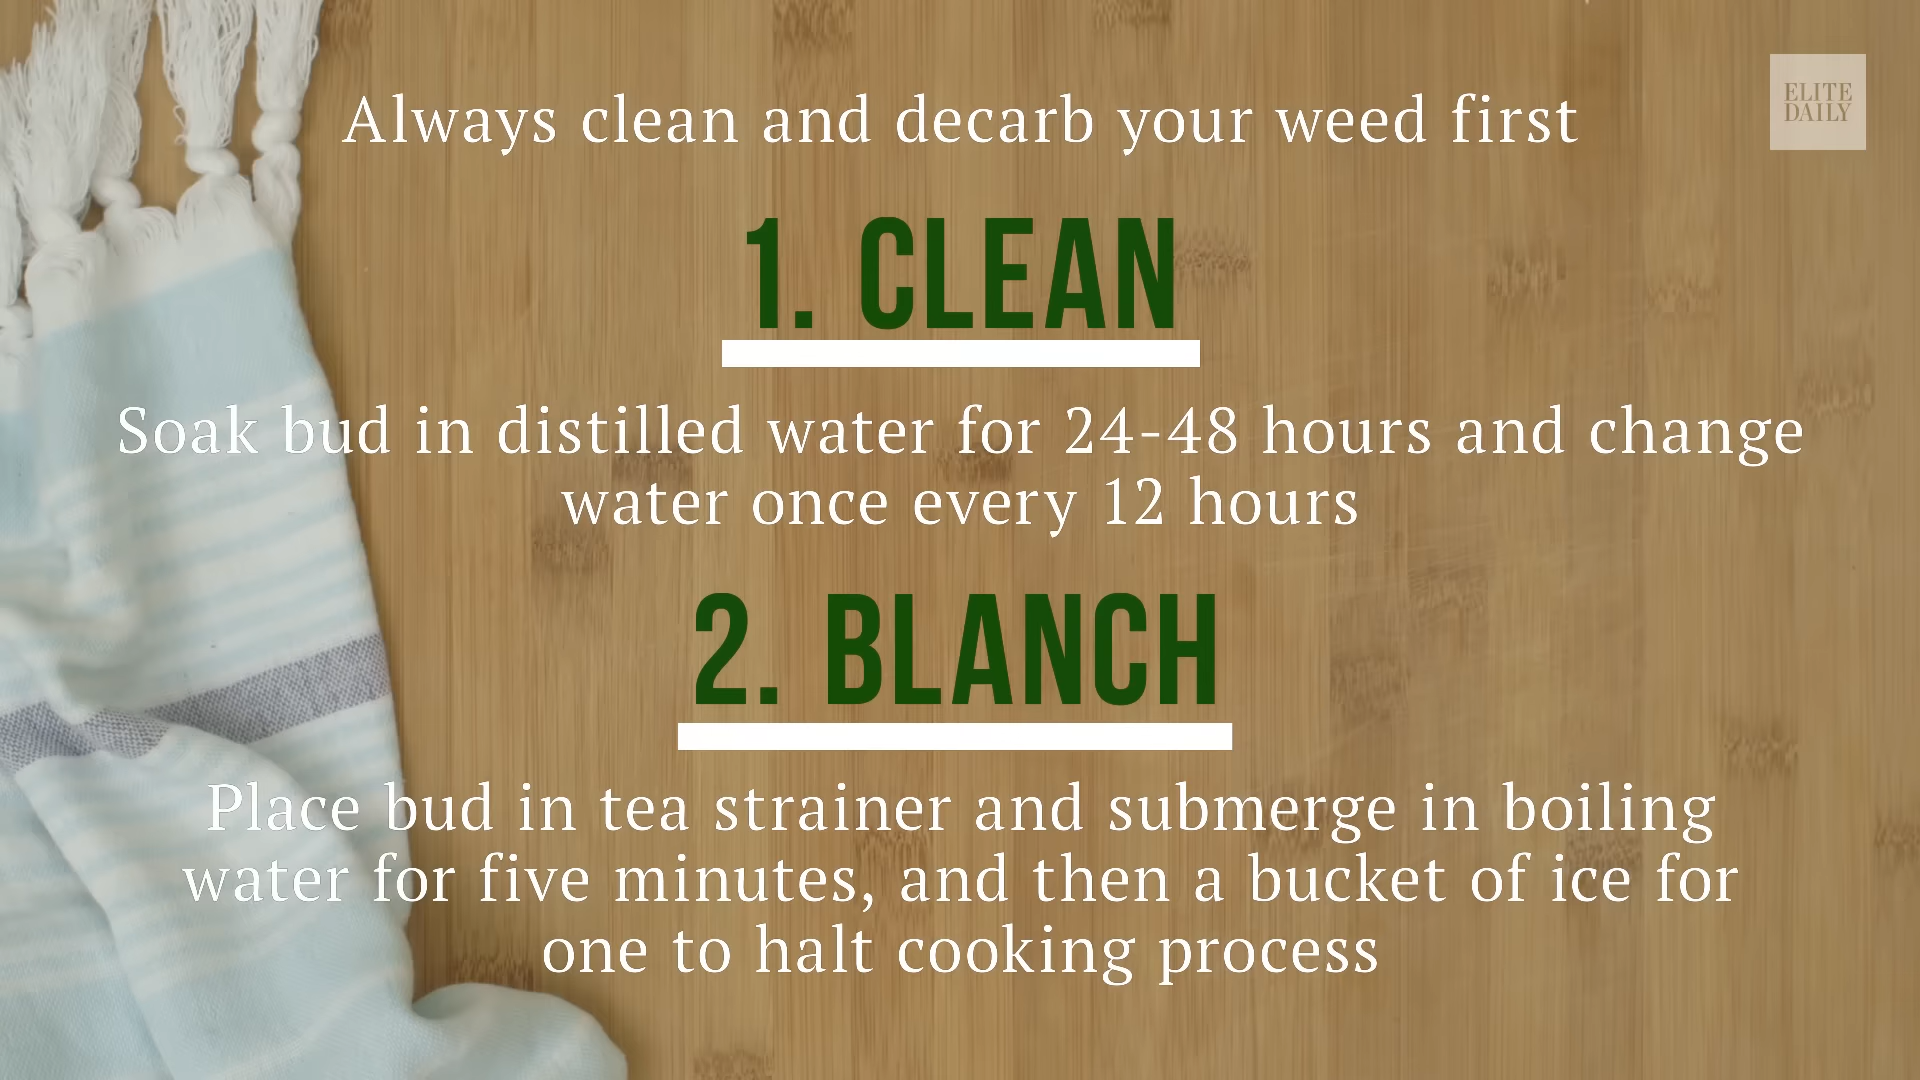 Always clean and decarb your weed first
ELITE
DAILY
1. CLEAN
Soak bud in distilled water for 24-48 hours and change
water once every 12 hours
2. BLANCH
Place bud in tea strainer and submerge in boiling
water for five minutes, and then a bucket of ice for
one to halt cooking process